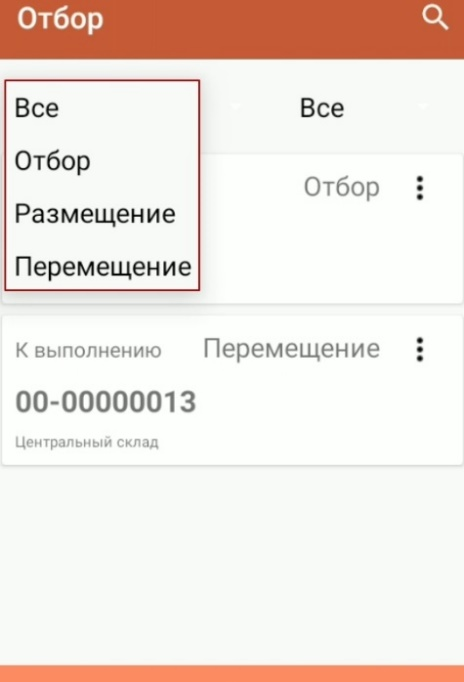 Отбор
Все Все
Отбор
Размещение
Перемещение
Отбор
К выполнению Перемещение
00-00000013
Центральный склад